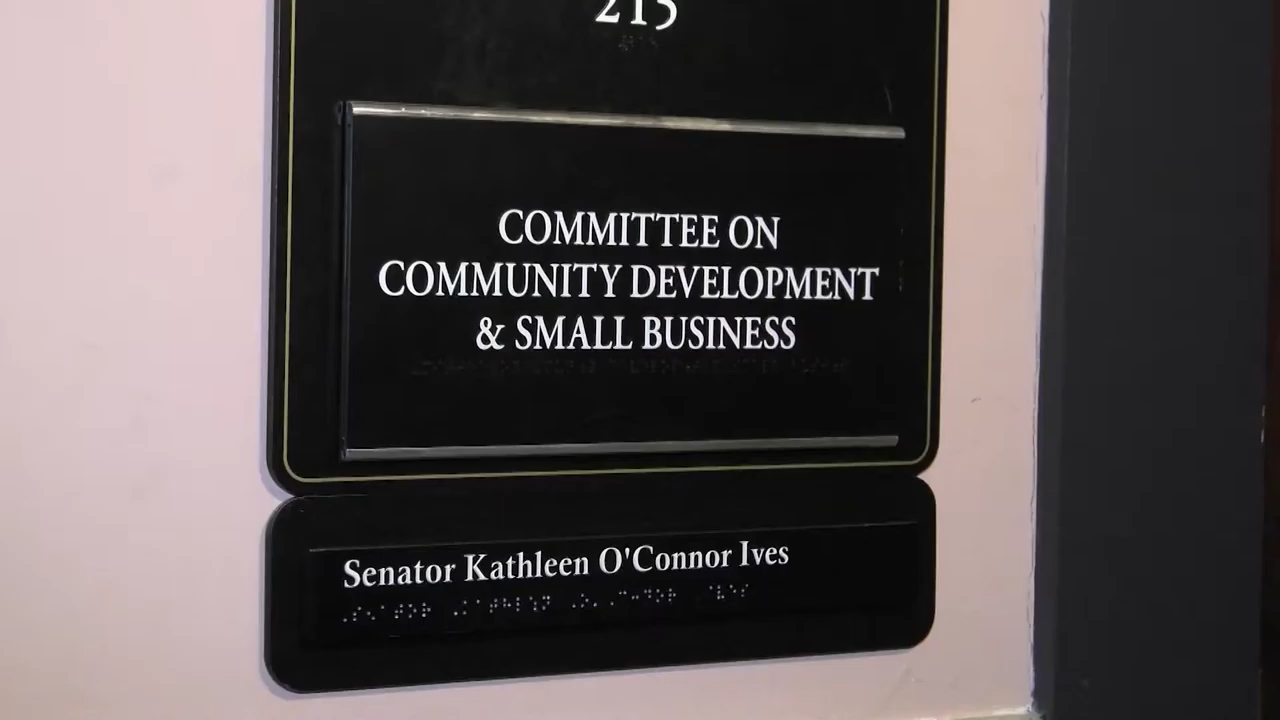 215
COMMITTEE ON
COMMUNITY DEVELOPMENT
& SMALL BUSINESS
Senator Kathleen O'Connor Ives